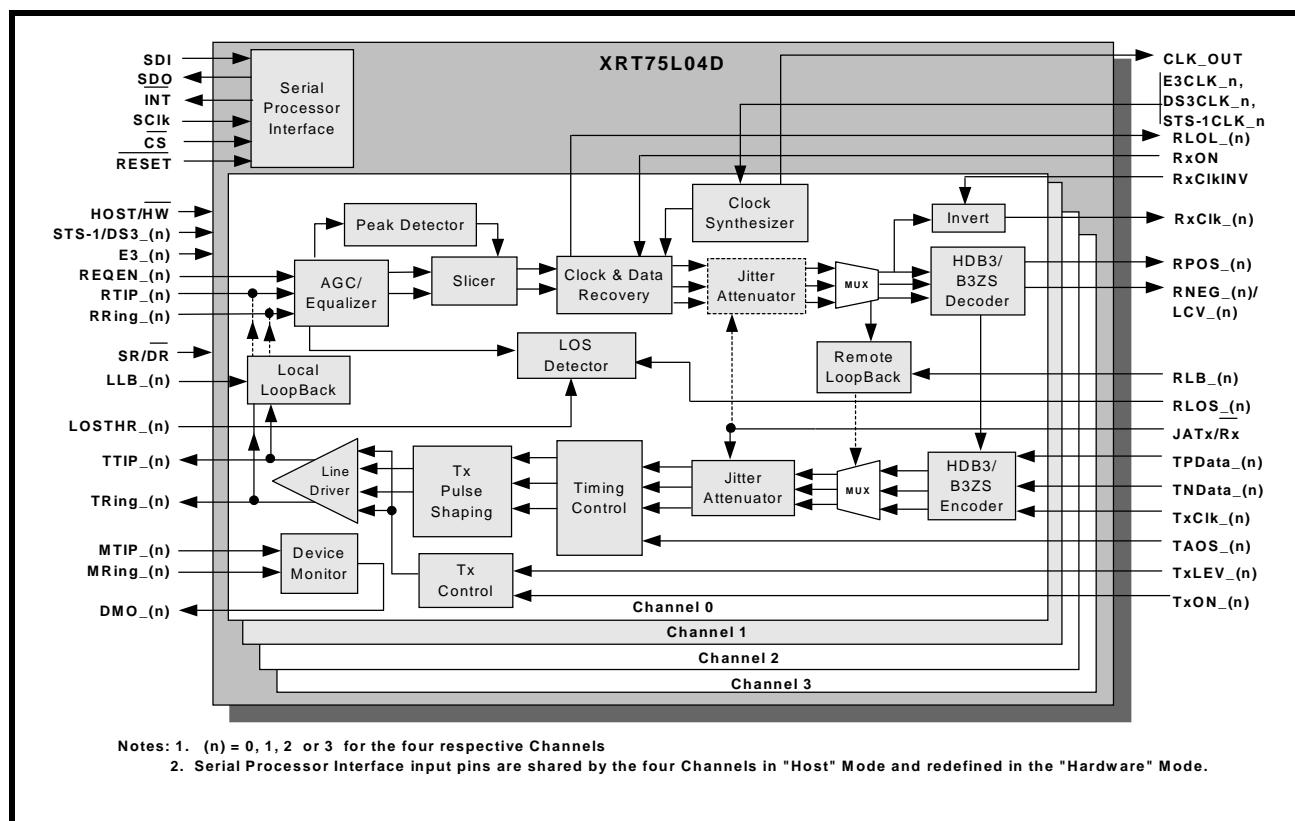 XRT75L04D
SDI
SDO
INT
SClk
CS
RESET
Serial
Processor
Interface
CLK_OUT
E3CLK_n,
DS3CLK_n,
STS-1CLK_n
RLOL_(n)
RxON
RxClkINV
HOST/HW
STS-1/DS3_(n)
E3_(n)
REQEN_(n)
RTIP_(n)
RRing_(n)
SR/DR
LLB_(n)
LOSTHR_(n)
TTIP_(n)
TRing_(n)
MTIP_(n)
MRing_(n)
DMO_(n)
Peak Detector
AGC/
Equalizer
Slicer
Clock & Data
Recovery
Clock
Synthesizer
Jitter
Attenuator
MUX
Invert
HDB3/
B3ZS
Decoder
RxClk_(n)
RPOS_(n)
RNEG_(n)/
LCV_(n)
LOS
Detector
Remote
LoopBack
Local
LoopBack
RLB_(n)
RLOS_(n)
JATx/Rx
TPData_(n)
TNData_(n)
TxClk_(n)
TAOS_(n)
TxLEV_(n)
TxON_(n)
Line
Driver
Tx
Pulse
Shaping
Timing
Control
Jitter
Attenuator
MUX
HDB3/
B3ZS
Encoder
Device
Monitor
Tx
Control
Channel 0
Channel 1
Channel 2
Channel 3
Notes: 1. (n) = 0, 1, 2 or 3 for the four respective Channels
2. Serial Processor Interface input pins are shared by the four Channels in "Host" Mode and redefined in the "Hardware" Mode.